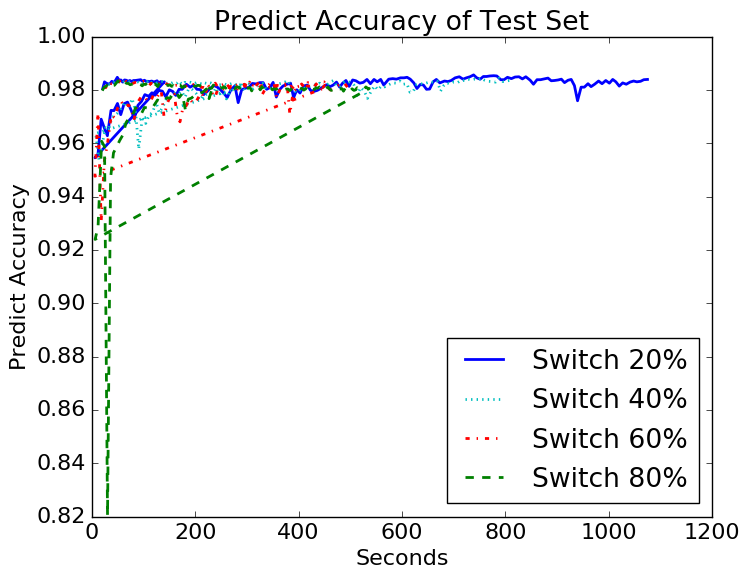 Predict Accuracy of Test Set
1.00
0.98
0.96
0.94
0.92
0.90
0.88
0.86
0.84
0.82
Predict Accuracy
Switch 20%
Switch 40%
Switch 60%
Switch 80%
0 200 400 600 800 1000 1200
Seconds